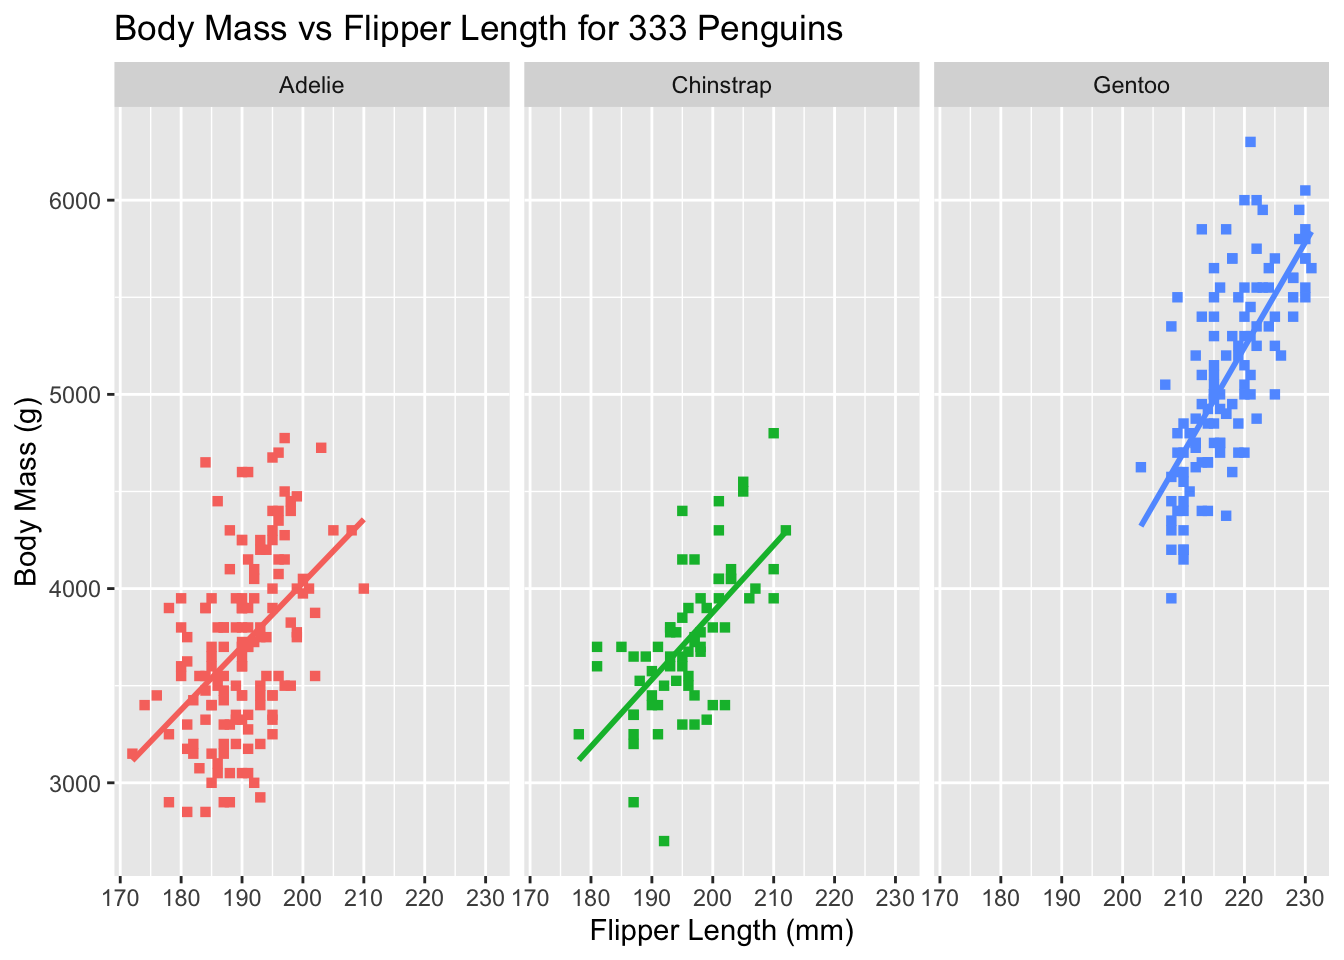 Body Mass vs Flipper Length for 333 Penguins
Adelie Chinstrap Gentoo
6000
5000
4000
3000
Body Mass (g)
170 180 190 200 210 220 230 170 180 190 200 210 220 230 170 180 190 200 210 220 230
Flipper Length (mm)